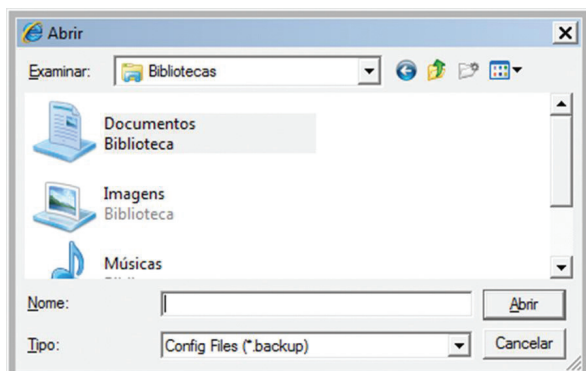 Abrir
Examinar: Bibliotecas
Documentos
Biblioteca
Imagens
Biblioteca
Músicas
Nome: Abrir
Tipo: Config Files (*.backup) Cancelar